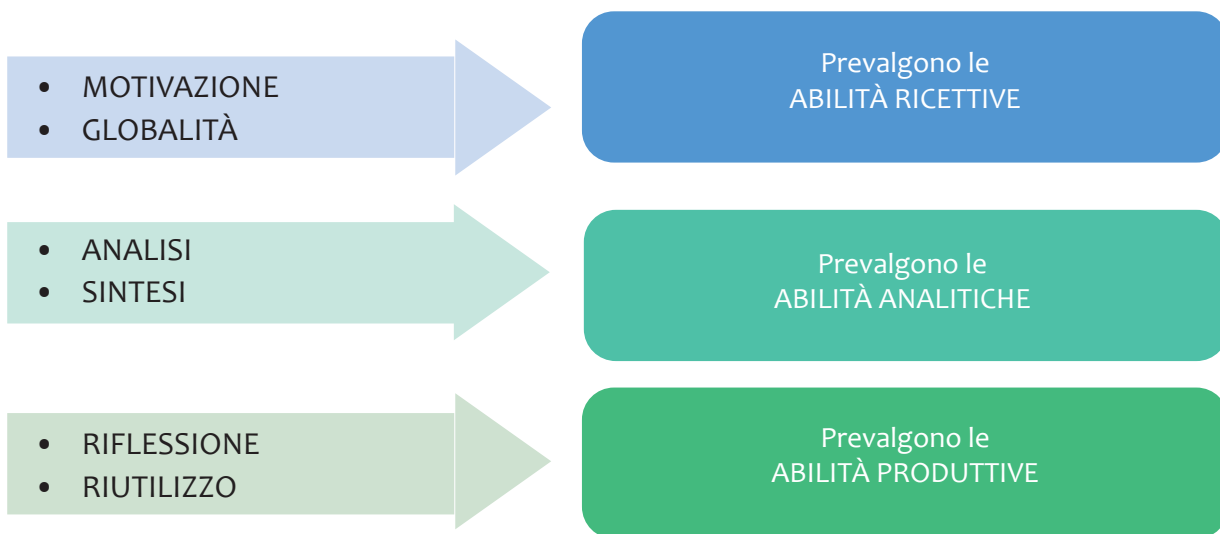 • MOTIVAZIONE
• GLOBALITÀ
Prevalgono le
ABILITÀ RICETTIVE
• ANALISI
• SINTESI
Prevalgono le
ABILITÀ ANALITICHE
• RIFLESSIONE
• RIUTILIZZO
Prevalgono le
ABILITÀ PRODUTTIVE